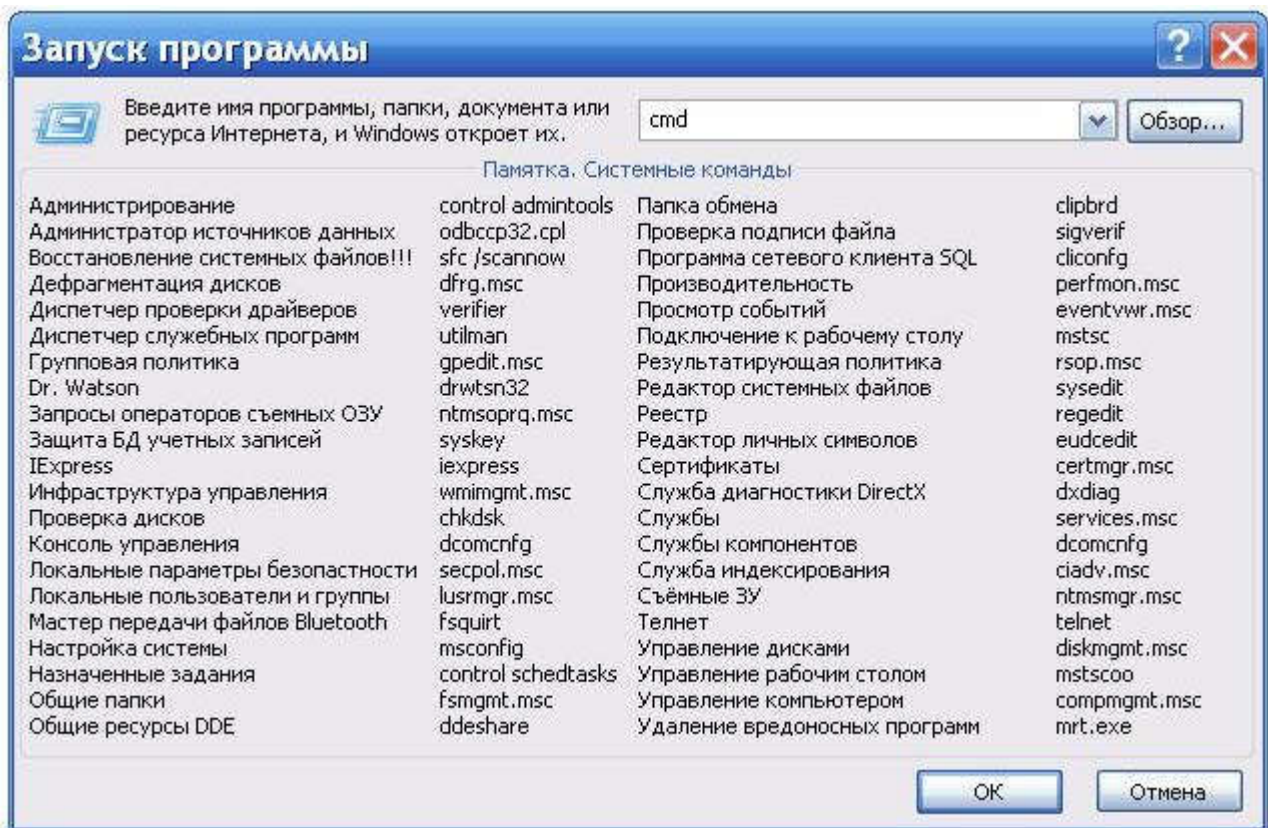 Запуск программы
Введите имя программы, папки, документа или
ресурса Интернета, и Windows откроет их.
cmd
Обзор...
Памятка. Системные команды
Администрирование control admintools Папка обмена clipbrd
Администратор источников данных odbccp32.cpl Проверка подписи файла sigverif
Восстановление системных файлов!!! sfc /scannow Программа сетевого клиента SQL cliconfg
Дефрагментация дисков dfrg.msc Производительность perfmon.msc
Диспетчер проверки драйверов verifier Просмотр событий eventvwr.msc
Диспетчер служебных программ utilman Подключение к рабочему столу mstsc
Групповая политика gpedit.msc Результатирующая политика rsop.msc
Dr. Watson drwtsn32 Редактор системных файлов sysedit
Запросы операторов съемных ОЗУ ntmsoprq.msc Реестр regedit
Защита БД учетных записей syskey Редактор личных символов eudcedit
IExpress iexpress Сертификаты certmgr.msc
Инфраструктура управления wmimgmt.msc Служба диагностики DirectX dxdiag
Проверка дисков chkdsk Службы services.msc
Консоль управления dcomcnfg Службы компонентов dcomcnfg
Локальные параметры безопастности secpol.msc Служба индексирования ciadv.msc
Локальные пользователи и группы lusrmgr.msc Съёмные ЗУ ntmsmgr.msc
Мастер передачи файлов Bluetooth fsquirt Телнет telnet
Настройка системы msconfig Управление дисками diskmgmt.msc
Назначенные задания control schedtasks Управление рабочим столом mstscoo
Общие папки fsmgmt.msc Управление компьютером compmgmt.msc
Общие ресурсы DDE ddeshare Удаление вредоносных программ mrt.exe
ОК Отмена